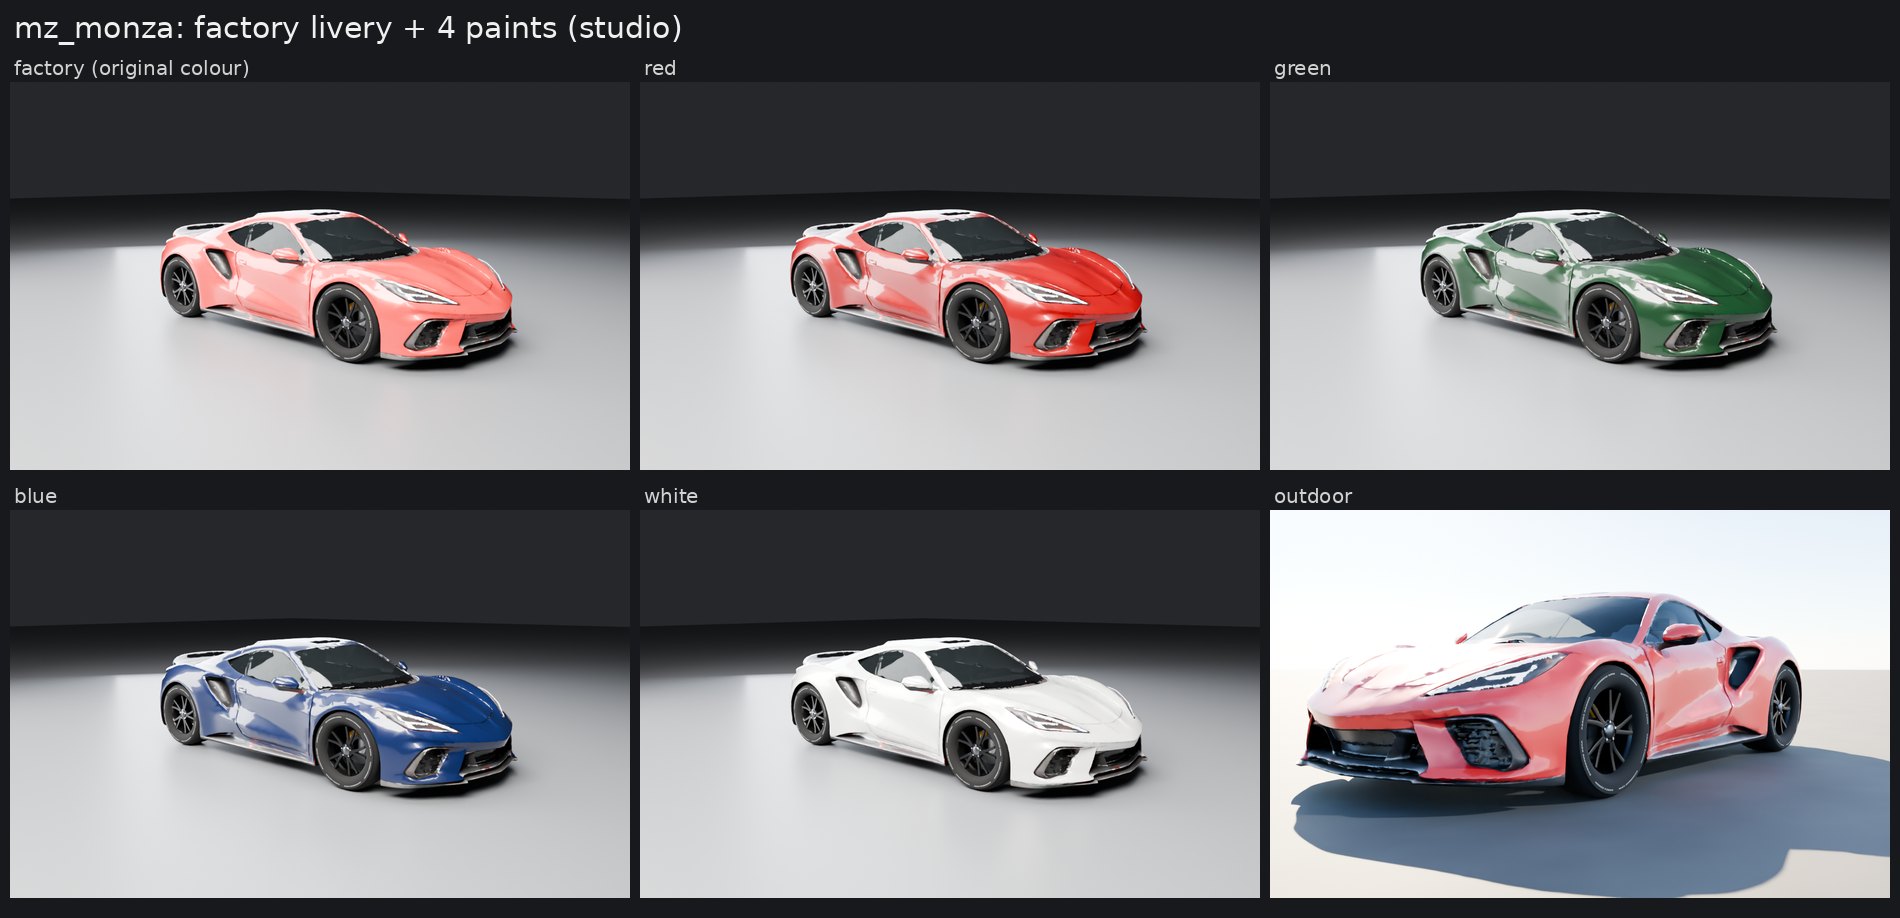 mz_monza: factory livery + 4 paints (studio)
factory (original colour)
red
green
blue
white
outdoor